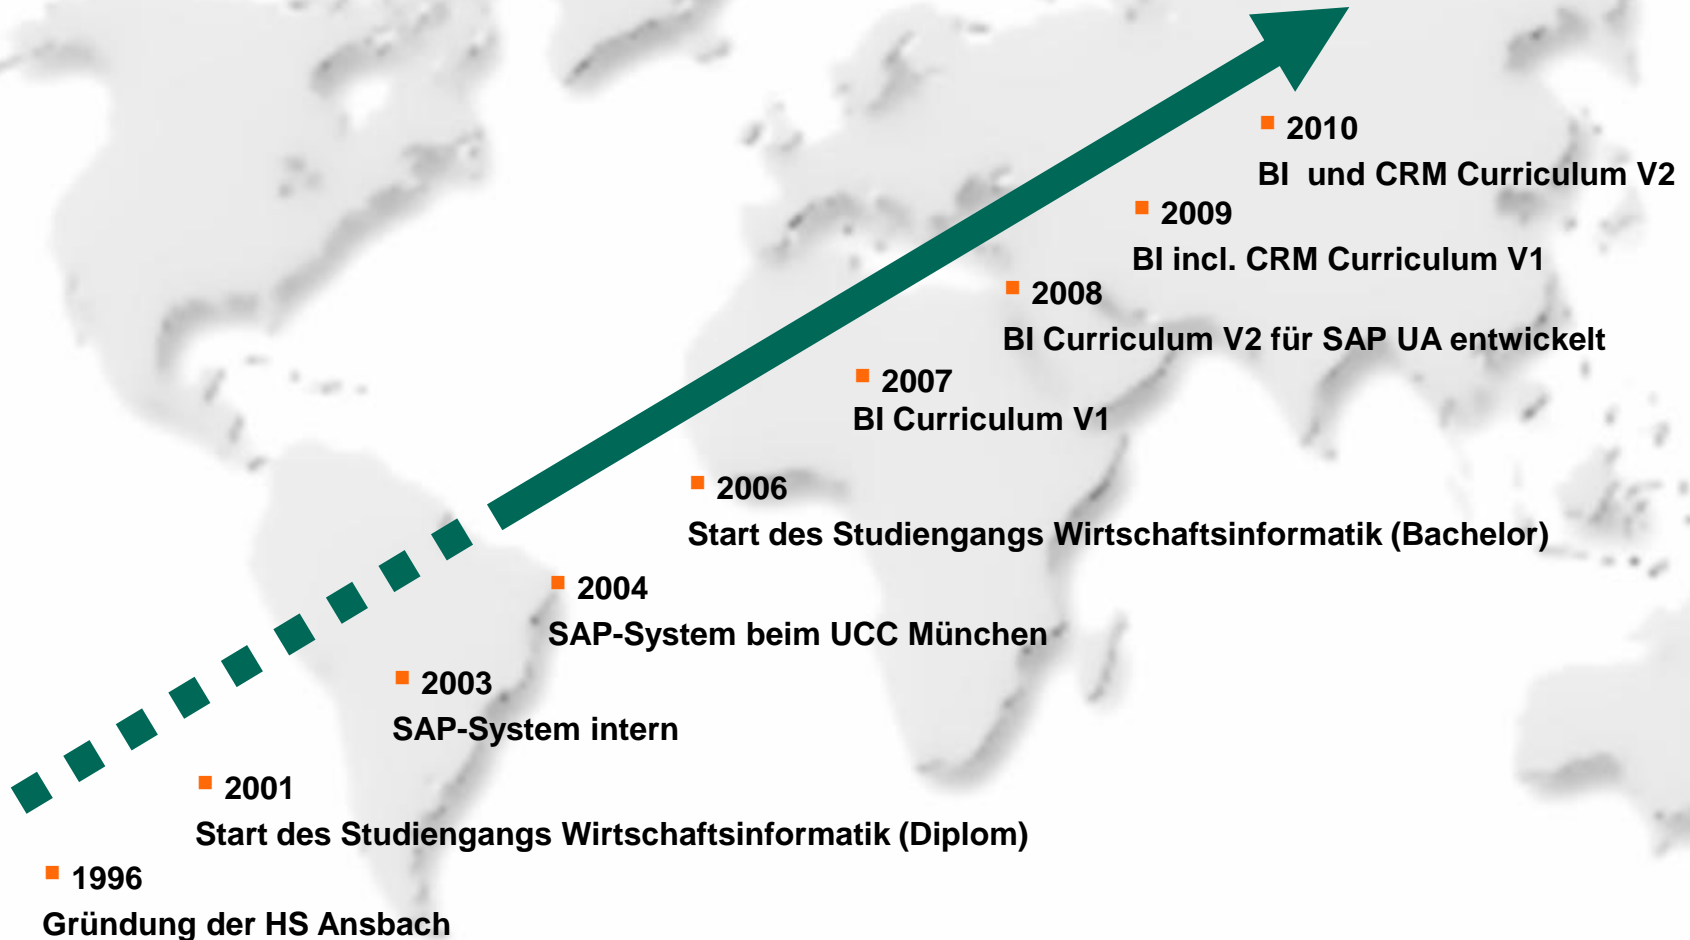 2010
BI und CRM Curriculum V2
2009
BI incl. CRM Curriculum V1
2008
BI Curriculum V2 für SAP UA entwickelt
2007
BI Curriculum V1
2006
Start des Studiengangs Wirtschaftsinformatik (Bachelor)
2004
SAP-System beim UCC München
2003
SAP-System intern
2001
Start des Studiengangs Wirtschaftsinformatik (Diplom)
1996
Gründung der HS Ansbach